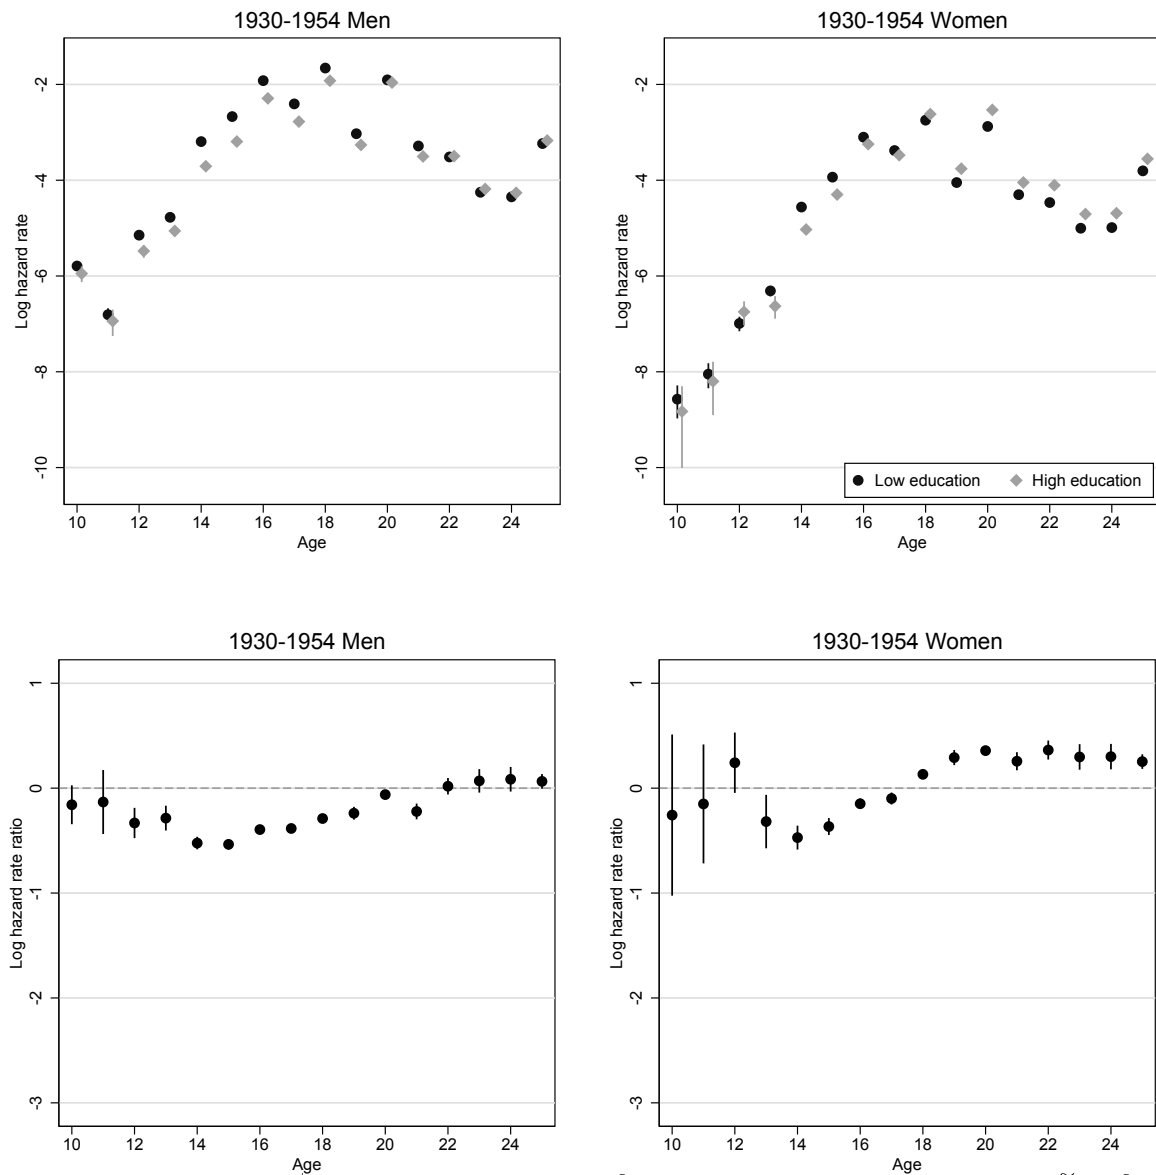 1930-1954 Men
Log hazard rate
-2
-4
-6
-8
-10
10 12 14 16 18 20 22 24
Age
1930-1954 Women
Log hazard rate
-2
-4
-6
-8
-10
Low education High education
10 12 14 16 18 20 22 24
Age
1930-1954 Men
Log hazard rate ratio
1
0
-1
-2
-3
10 12 14 16 18 20 22 24
Age
1930-1954 Women
Log hazard rate ratio
1
0
-1
-2
-3
10 12 14 16 18 20 22 24
Age